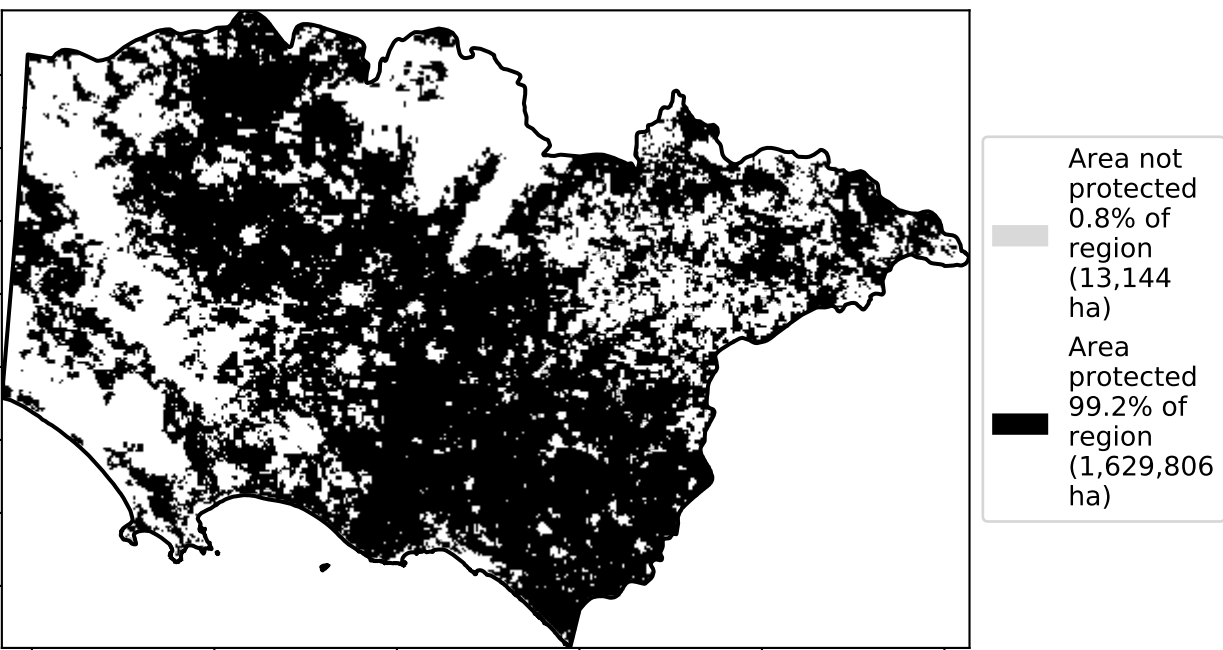 Area not
protected
0.8% of
region
(13,144
ha)
Area
protected
99.2% of
region
(1,629,806
ha)